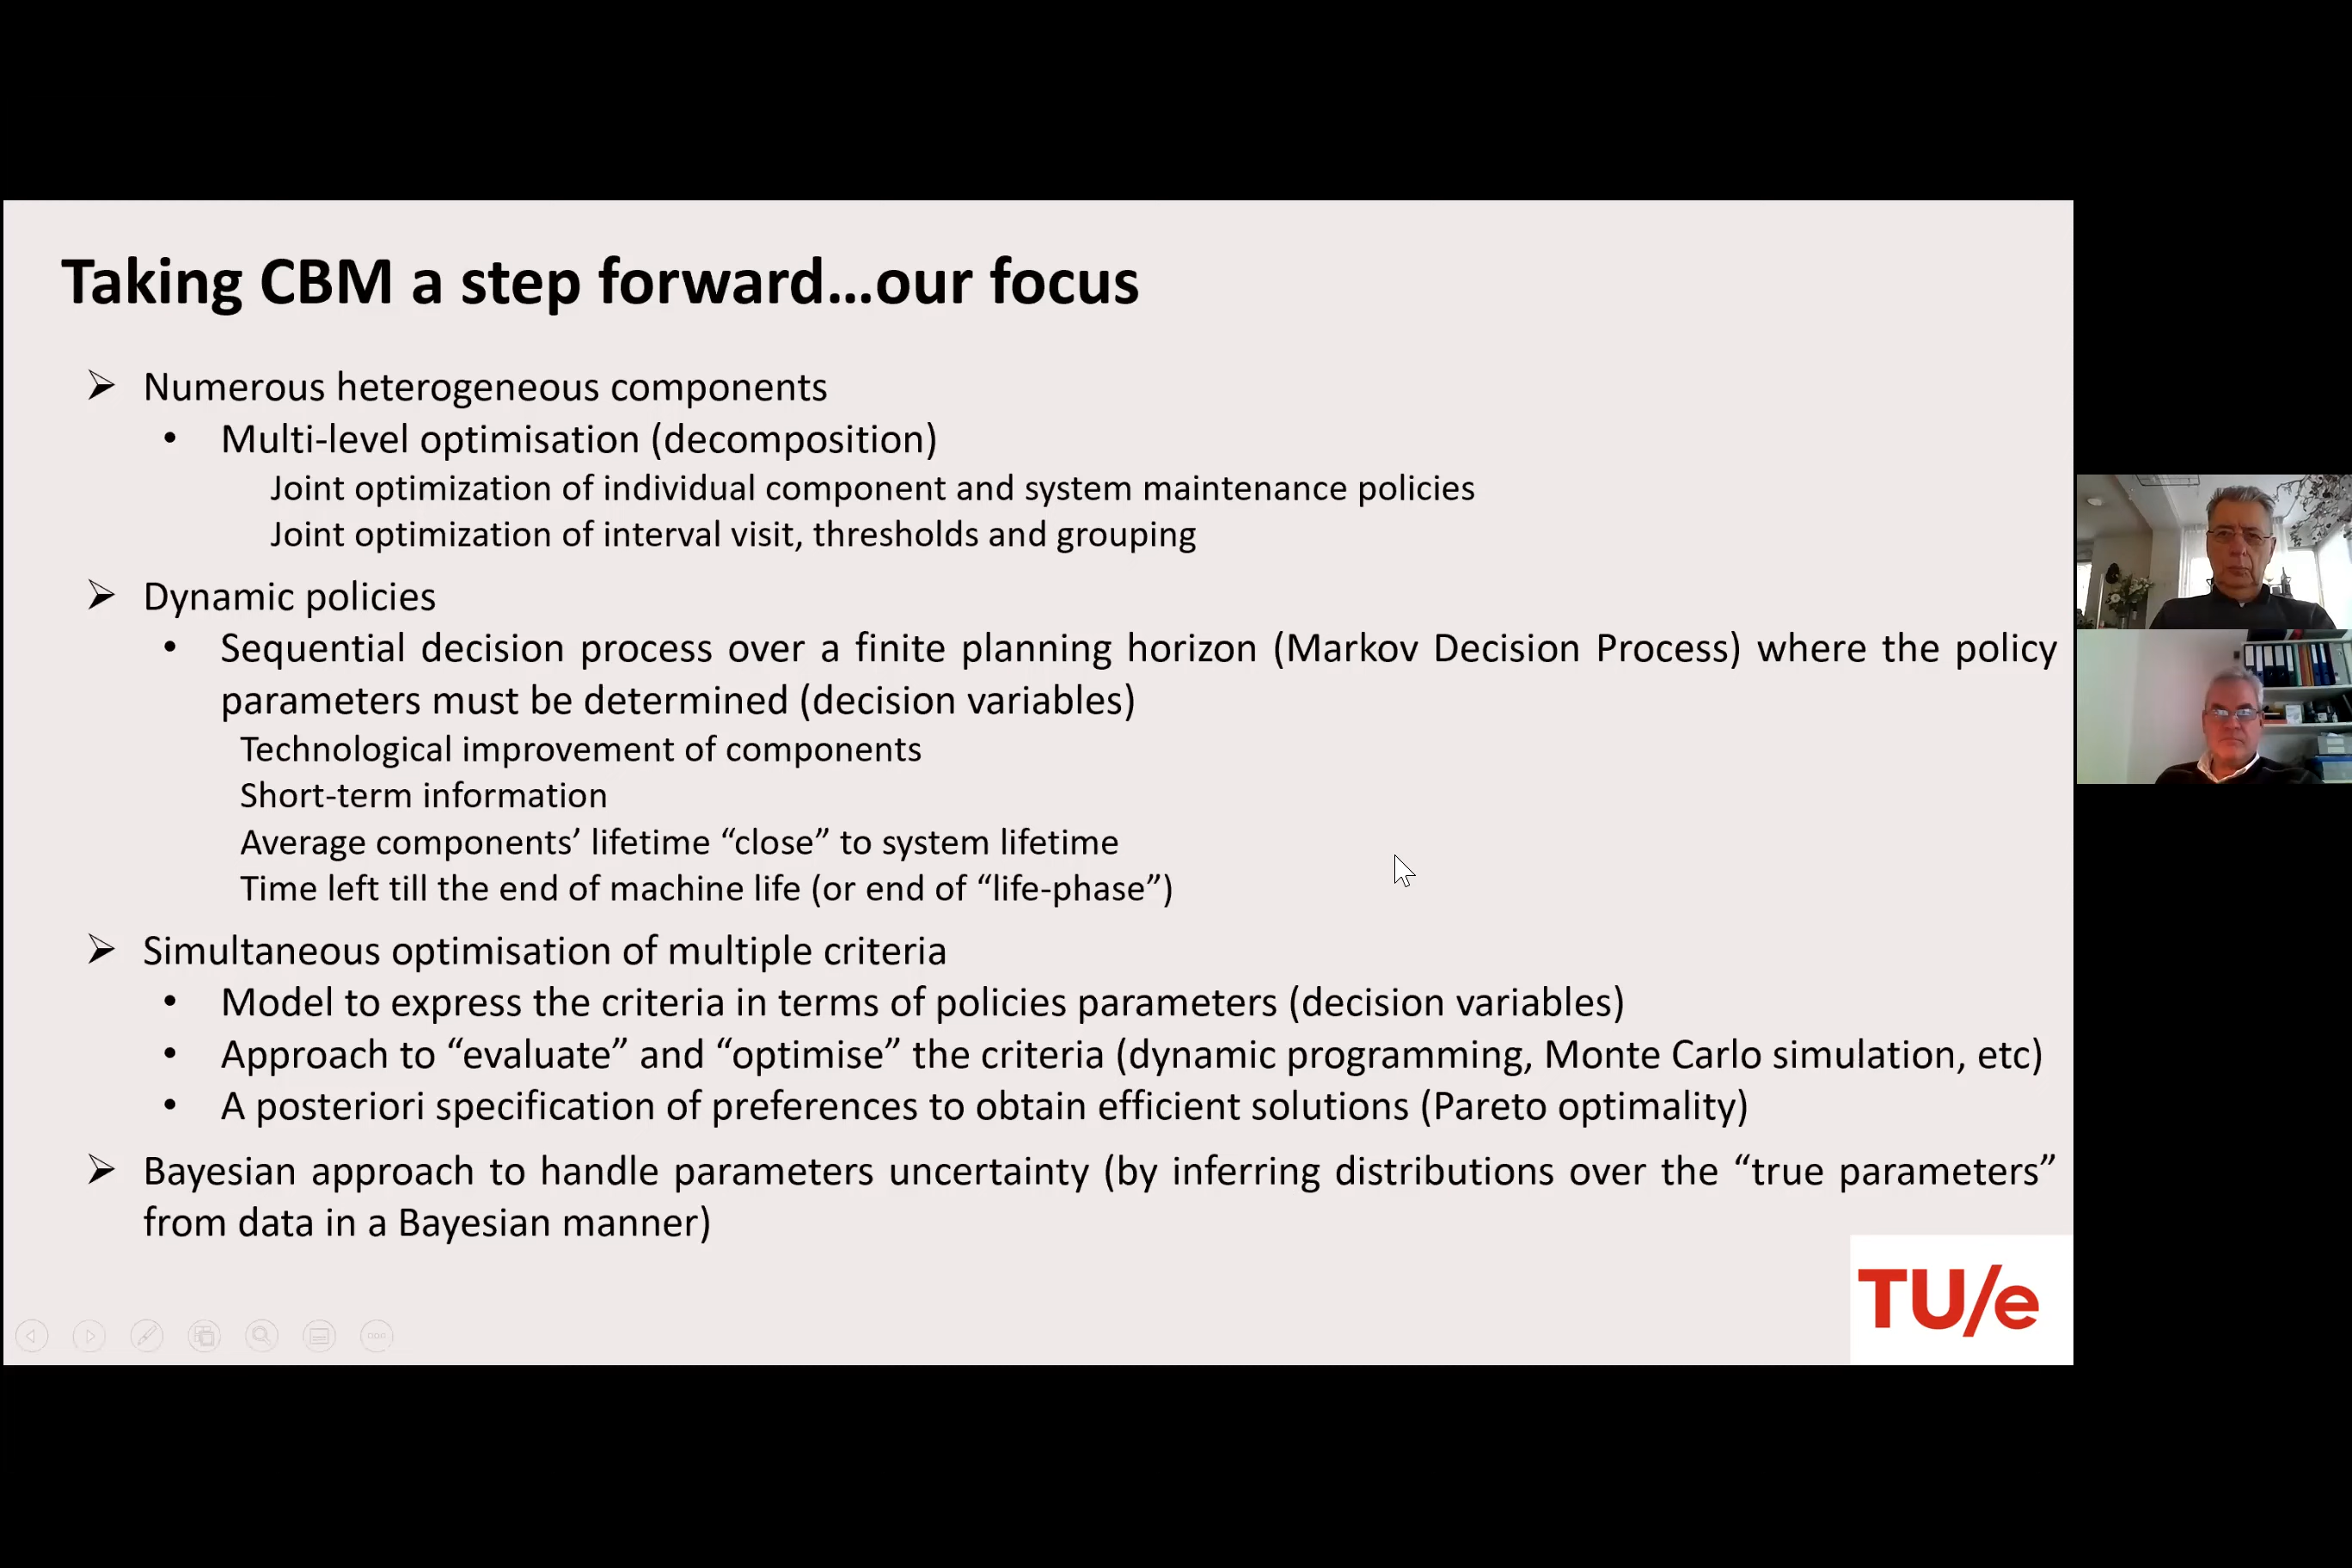 Taking CBM a step forward...our focus
Numerous heterogeneous components
Multi-level optimisation (decomposition)
Joint optimization of individual component and system maintenance policies
Joint optimization of interval visit, thresholds and grouping
Dynamic policies
Sequential decision process over a finite planning horizon (Markov Decision Process) where the policy
parameters must be determined (decision variables)
Technological improvement of components
Short-term information
Average components’ lifetime “close” to system lifetime
Time left till the end of machine life (or end of “life-phase”)
Simultaneous optimisation of multiple criteria
Model to express the criteria in terms of policies parameters (decision variables)
Approach to “evaluate” and “optimise” the criteria (dynamic programming, Monte Carlo simulation, etc)
A posteriori specification of preferences to obtain efficient solutions (Pareto optimality)
Bayesian approach to handle parameters uncertainty (by inferring distributions over the “true parameters”
from data in a Bayesian manner)
TU/e